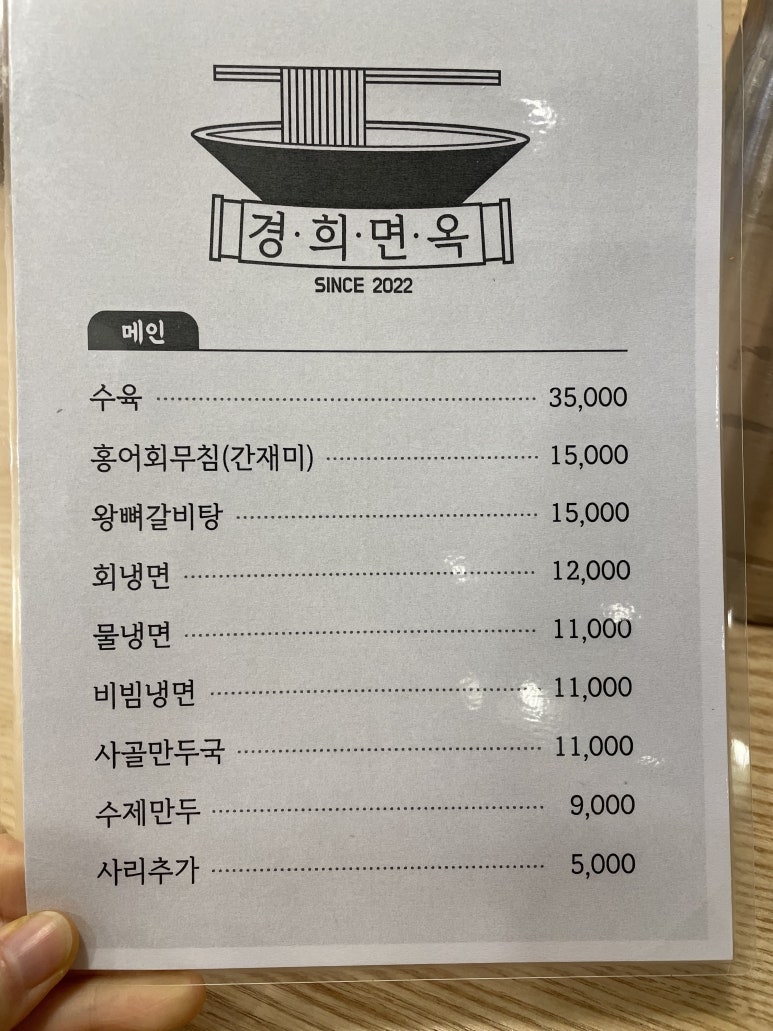 경·희·면·옥
SINCE 2022
메인
수육 35,000
홍어회무침(간재미) 15,000
왕뼈갈비탕 15,000
회냉면 12,000
물냉면 11,000
비빔냉면 11,000
사골만두국 11,000
수제만두 9,000
사리추가 5,000